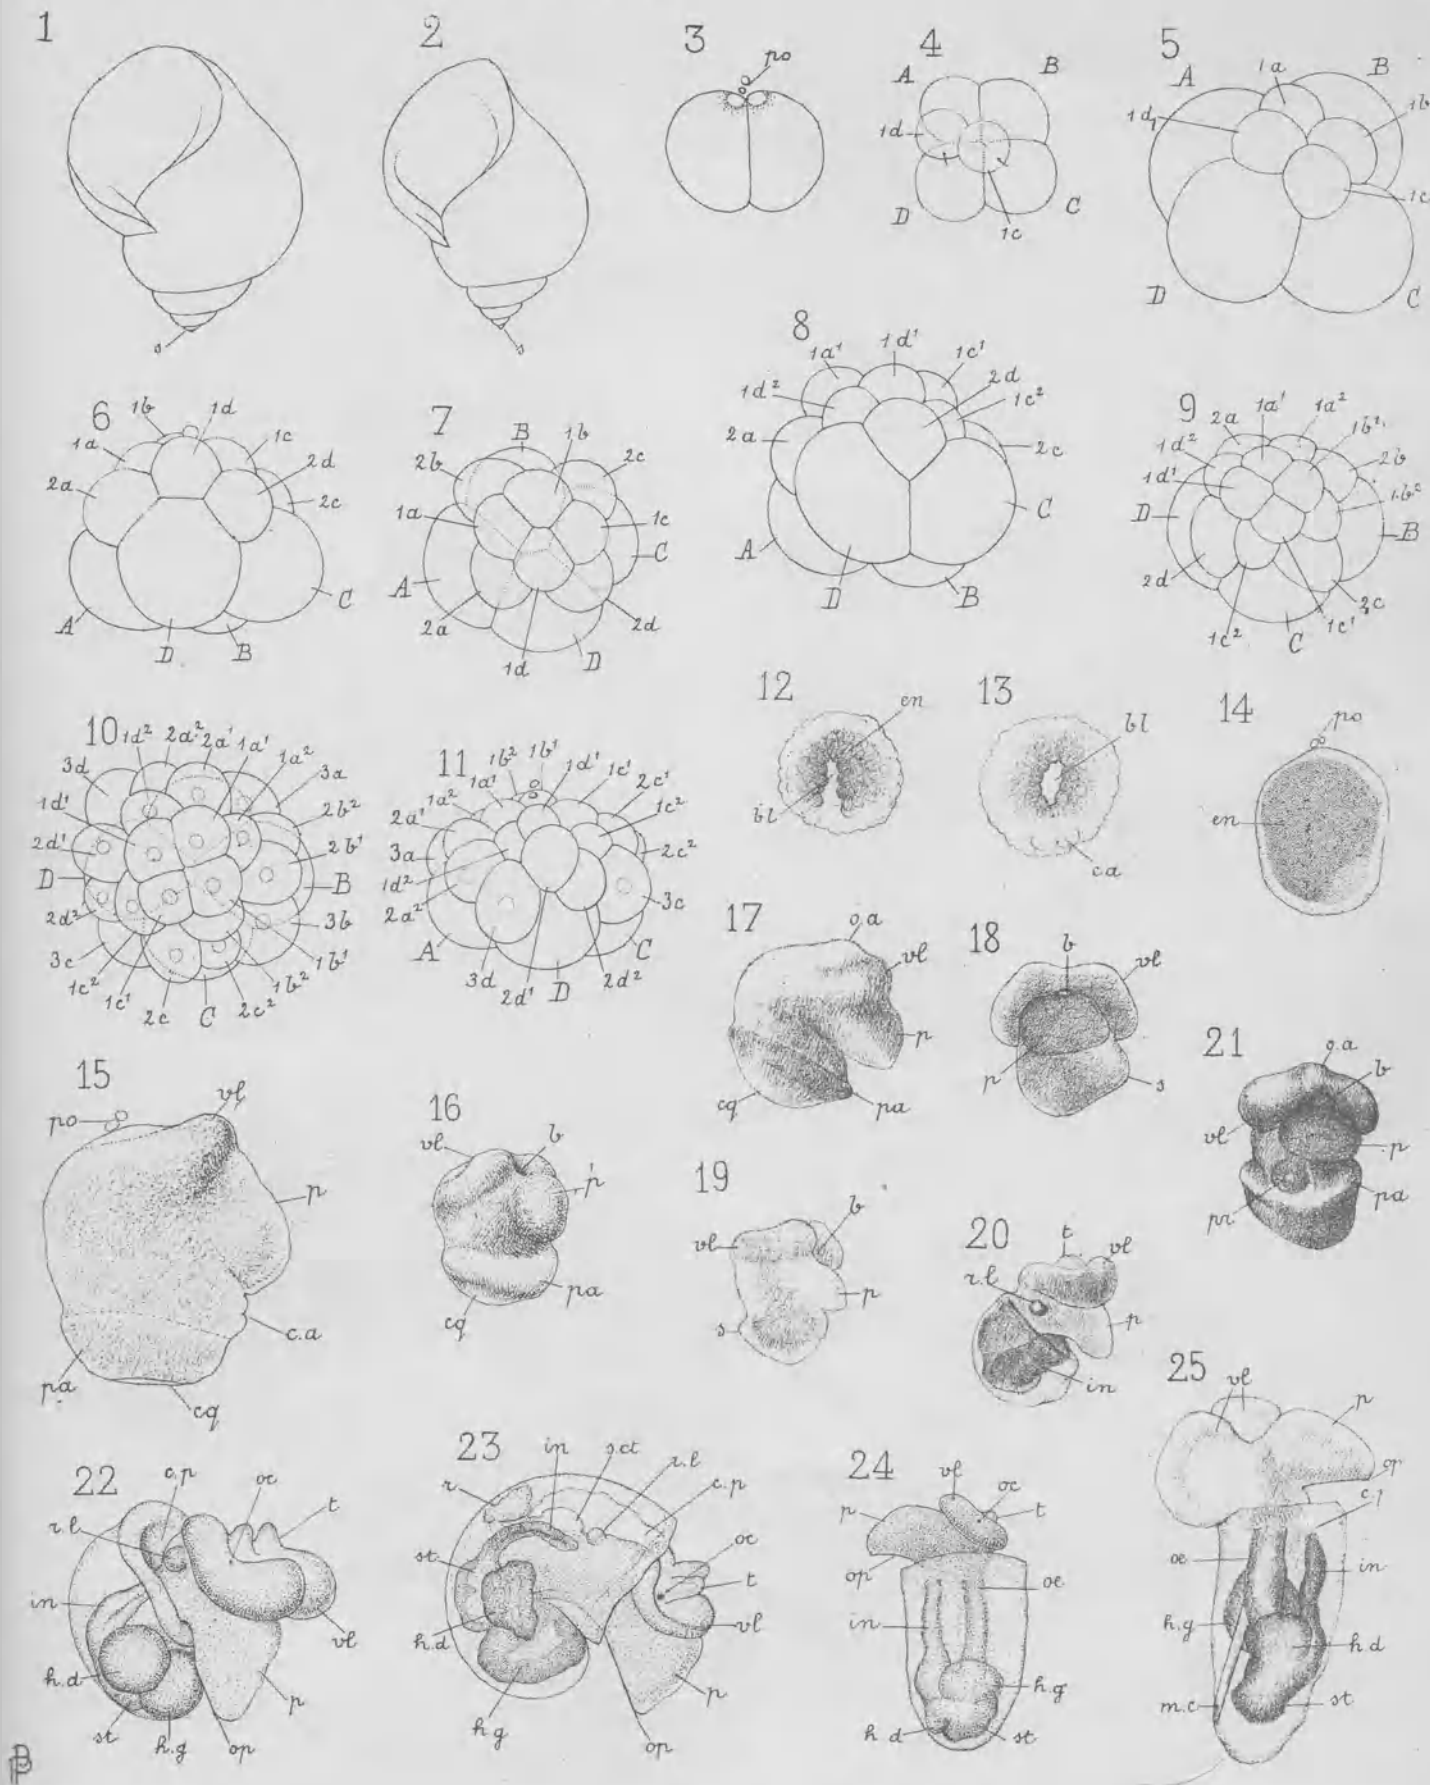 1
s
2
s
3
po
4
A
B
1d
D
C
1c
5
A
1a
B
1d
1b
1c
D
C
6
1b
1d
1a
1c
2a
2d
2c
A
D
B
C
7
B
1b
2b
2c
1a
1c
C
A
2a
2d
1d
D
8
1a¹
1d¹
1c¹
1d²
2d
1c²
2a
2c
A
C
D
B
9
2a
1a¹
1a²
1d²
1b¹
1d¹
2b
D
1b²
B
2d
2c
1c²
C
1c¹
10
1d²
2a²
2a¹
1a¹
1a²
3d
3a
1d¹
2b²
2d¹
2b¹
D
B
2d²
3b
3c
1b¹
1c²
1b²
1c¹
2c
C
2c²
11
1b²
1b¹
1a¹
1d¹
1c¹
1a²
2c¹
2a¹
1c²
3a
2c²
1d²
3c
2a²
A
C
3d
2d¹
D
2d²
12
en
bl
13
bl
c.a
14
po
en
15
vl
po
p
c.a
pa
cq
16
vl
b
p
pa
cq
17
o.a
vl
p
cq
pa
18
b
vl
p
s
19
b
vl
p
s
20
t
vl
r.l
p
in
21
o.a
b
vl
p
pr
pa
22
c.p
oc
t
r.l
in
vl
h.d
p
st
h.g
op
23
in
s.ct
r.l
r
c.p
st
oc
t
h.d
vl
p
h g
op
24
vl
oc
p
t
op
oe
in
h.g
h d
st
25
vl
p
op
oe
in
h.g
h d
m.c
st